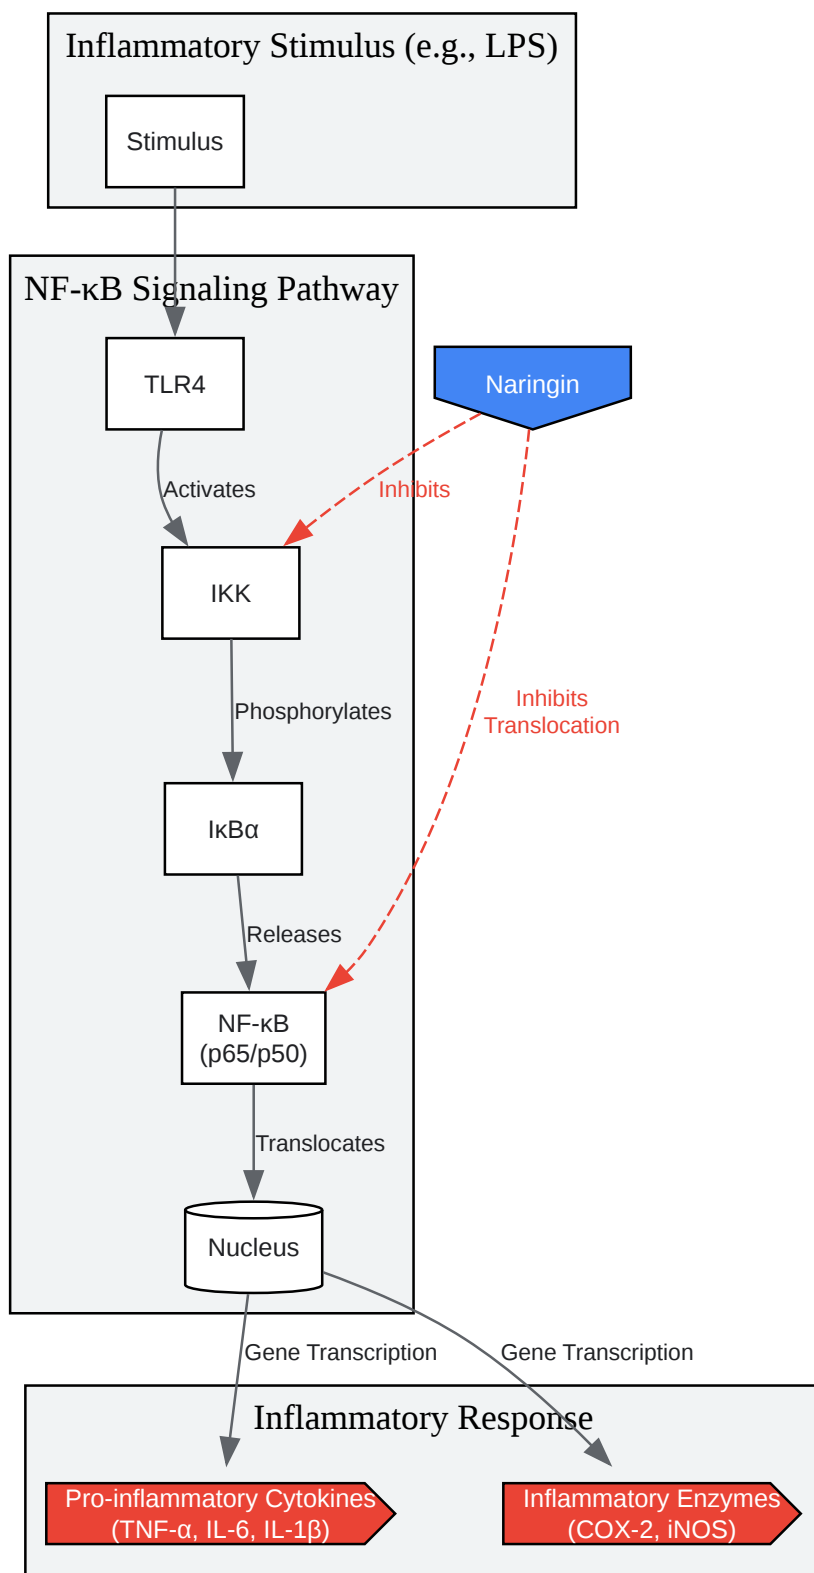 Inflammatory Stimulus (e.g., LPS)
Stimulus
NF-κB Signaling Pathway
TLR4
Naringin
Activates
Inhibits
IKK
Phosphorylates
Inhibits
Translocation
IκBα
Releases
NF-κB
(p65/p50)
Translocates
Nucleus
Gene Transcription
Gene Transcription
Inflammatory Response
Pro-inflammatory Cytokines
(TNF-α, IL-6, IL-1β)
Inflammatory Enzymes
(COX-2, iNOS)